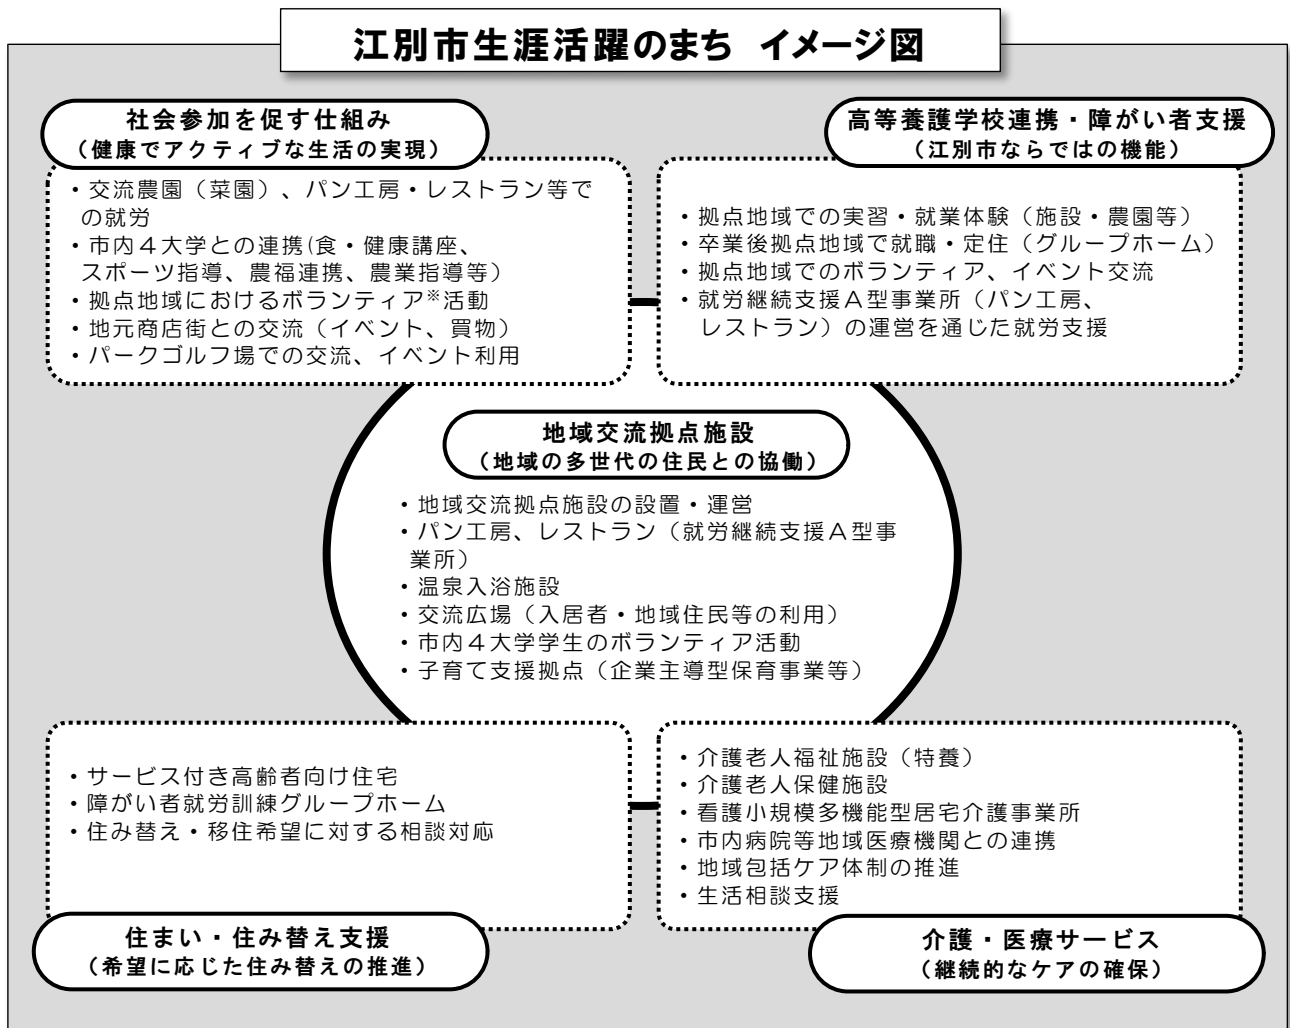 江別市生涯活躍のまち イメージ図
社会参加を促す仕組み
（健康でアクティブな生活の実現）
・交流農園（菜園）、パン工房・レストラン等で
の就労
・市内４大学との連携(食・健康講座、
スポーツ指導、農福連携、農業指導等）
・拠点地域におけるボランティア※活動
・地元商店街との交流（イベント、買物）
・パークゴルフ場での交流、イベント利用
高等養護学校連携・障がい者支援
（江別市ならではの機能）
・拠点地域での実習・就業体験（施設・農園等）
・卒業後拠点地域で就職・定住（グループホーム）
・拠点地域でのボランティア、イベント交流
・就労継続支援Ａ型事業所（パン工房、
レストラン）の運営を通じた就労支援
地域交流拠点施設
（地域の多世代の住民との協働）
・地域交流拠点施設の設置・運営
・パン工房、レストラン（就労継続支援Ａ型事
業所）
・温泉入浴施設
・交流広場（入居者・地域住民等の利用）
・市内４大学学生のボランティア活動
・子育て支援拠点（企業主導型保育事業等）
・サービス付き高齢者向け住宅
・障がい者就労訓練グループホーム
・住み替え・移住希望に対する相談対応
住まい・住み替え支援
（希望に応じた住み替えの推進）
・介護老人福祉施設（特養）
・介護老人保健施設
・看護小規模多機能型居宅介護事業所
・市内病院等地域医療機関との連携
・地域包括ケア体制の推進
・生活相談支援
介護・医療サービス
（継続的なケアの確保）